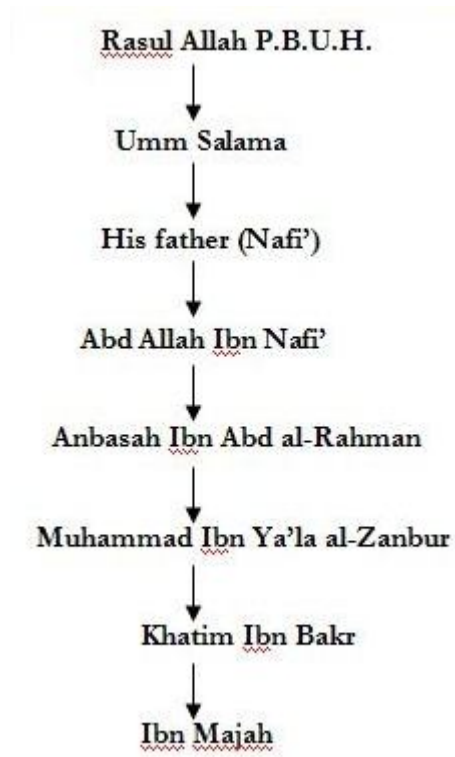 Rasul Allah P.B.U.H.
Umm Salama
His father (Nafi’)
Abd Allah Ibn Nafi’
Anbasah Ibn Abd al-Rahman
Muhammad Ibn Ya’la al-Zanbur
Khatim Ibn Bakr
Ibn Majah